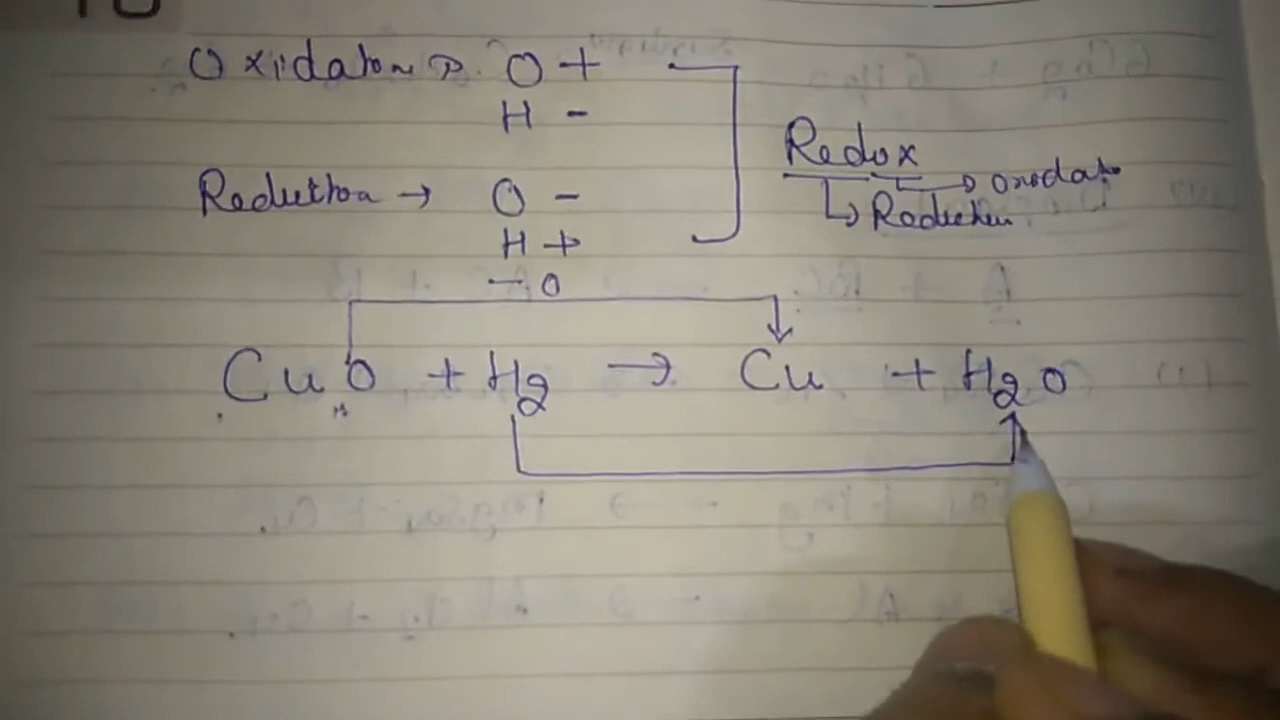 Oxidation → O +
H -
Redox → Oxidation
Reduction → O -
↳ Reduction
H +
- O
CuO + H2 → Cu + H2O